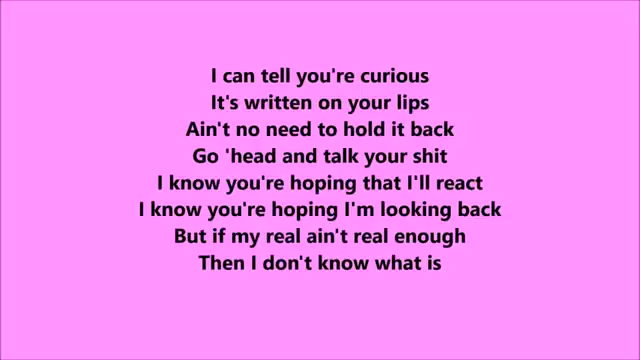 I can tell you're curious
It's written on your lips
Ain't no need to hold it back
Go 'head and talk your shit
I know you're hoping that I'll react
I know you're hoping I'm looking back
But if my real ain't real enough
Then I don't know what is